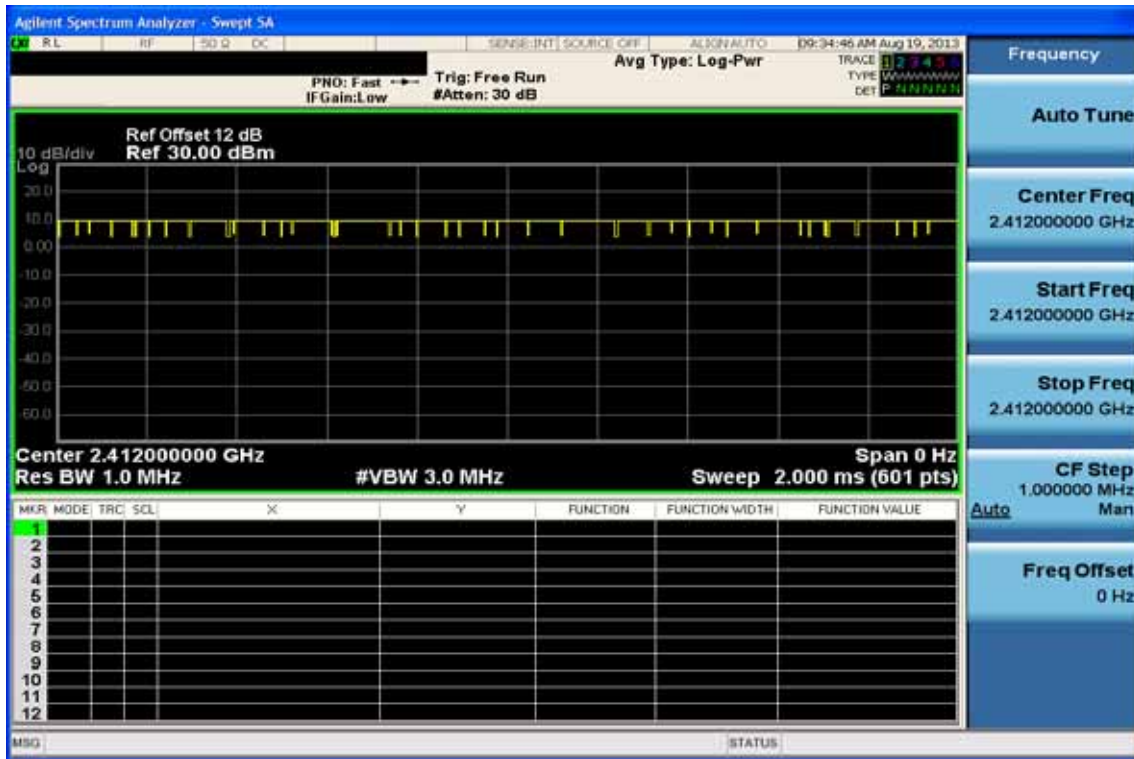 Agilent Spectrum Analyzer - Swept SA
RL RF 50 Ω DC SENSE:INT SOURCE OFF ALIGN AUTO 09:34:46 AM Aug 19, 2013
Avg Type: Log-Pwr
PNO: Fast
IFGain:Low
Trig: Free Run
#Atten: 30 dB
TRACE 1 2 3 4 5 6
TYPE
DET P N N N N N
Ref Offset 12 dB
10 dB/div Ref 30.00 dBm
Log
20.0
10.0
0.00
-10.0
-20.0
-30.0
-40.0
-50.0
-60.0
Center 2.412000000 GHz Span 0 Hz
Res BW 1.0 MHz #VBW 3.0 MHz Sweep 2.000 ms (601 pts)
MKR MODE TRC SCL X Y FUNCTION FUNCTION WIDTH FUNCTION VALUE
1
2
3
4
5
6
7
8
9
10
11
12
MSG STATUS
Frequency
Auto Tune
Center Freq
2.412000000 GHz
Start Freq
2.412000000 GHz
Stop Freq
2.412000000 GHz
CF Step
1.000000 MHz
Auto Man
Freq Offset
0 Hz